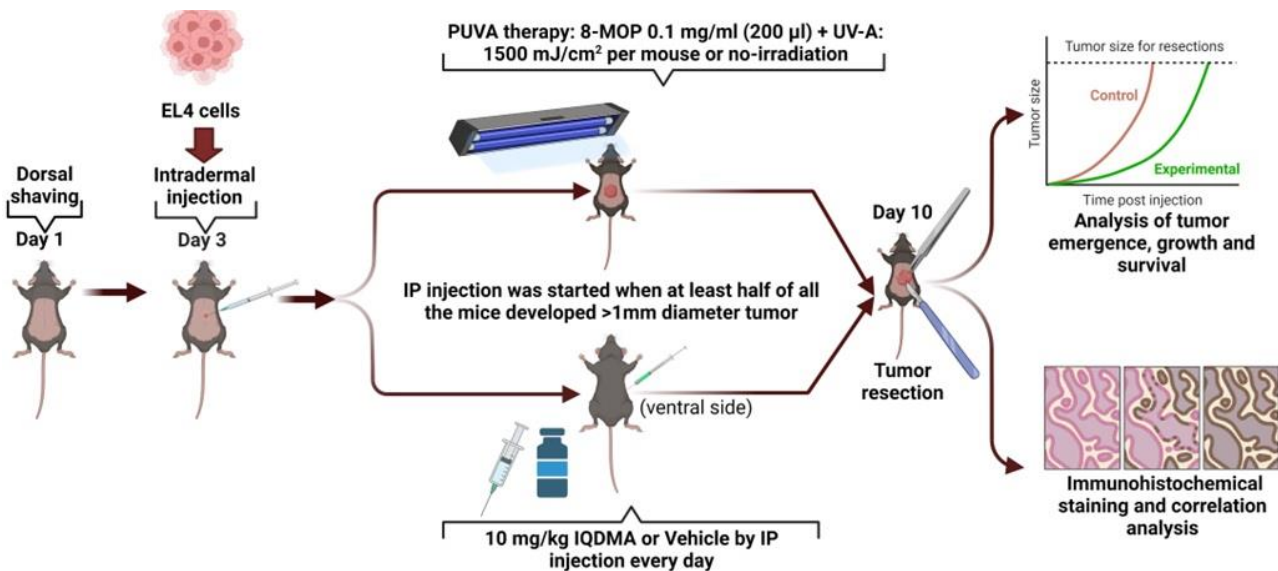 EL4 cells
Dorsal
shaving
Day 1
Intradermal
injection
Day 3
PUVA therapy: 8-MOP 0.1 mg/ml (200 µl) + UV-A:
1500 mJ/cm² per mouse or no-irradiation
IP injection was started when at least half of all
the mice developed >1mm diameter tumor
(ventral side)
10 mg/kg IQDMA or Vehicle by IP
injection every day
Day 10
Tumor
resection
Tumor size for resections
Tumor size
Control
Experimental
Time post injection
Analysis of tumor
emergence, growth and
survival
Immunohistochemical
staining and correlation
analysis